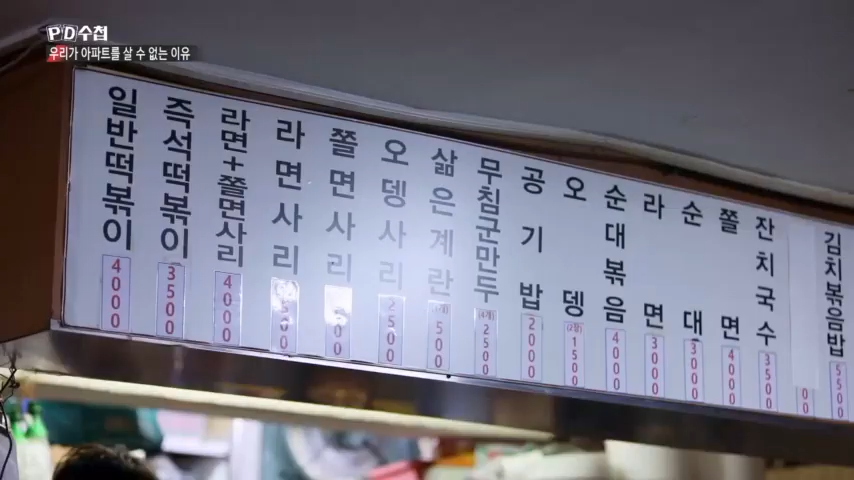 PD수첩
우리가 아파트를 살 수 없는 이유
일반떡볶이 4000
즉석떡볶이 3500
라면+쫄면사리 4000
라면사리
쫄면사리
오뎅사리 2500
삶은계란 500
무침군만두 (4개) 2500
공기밥 2000
오뎅 (2장) 1500
순대볶음 4000
라면 3000
순대 3000
쫄면 4000
잔치국수 3500
김치볶음밥